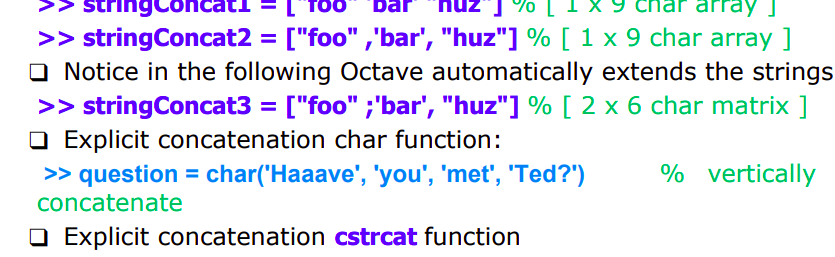 >> stringConcat1 = ["foo" 'bar' "huz"] % [ 1 x 9 char array ]
>> stringConcat2 = ["foo" ,'bar', "huz"] % [ 1 x 9 char array ]
❑ Notice in the following Octave automatically extends the strings
>> stringConcat3 = ["foo" ;'bar', "huz"] % [ 2 x 6 char matrix ]
❑ Explicit concatenation char function:
>> question = char('Haaave', 'you', 'met', 'Ted?') % vertically
concatenate
❑ Explicit concatenation cstrcat function